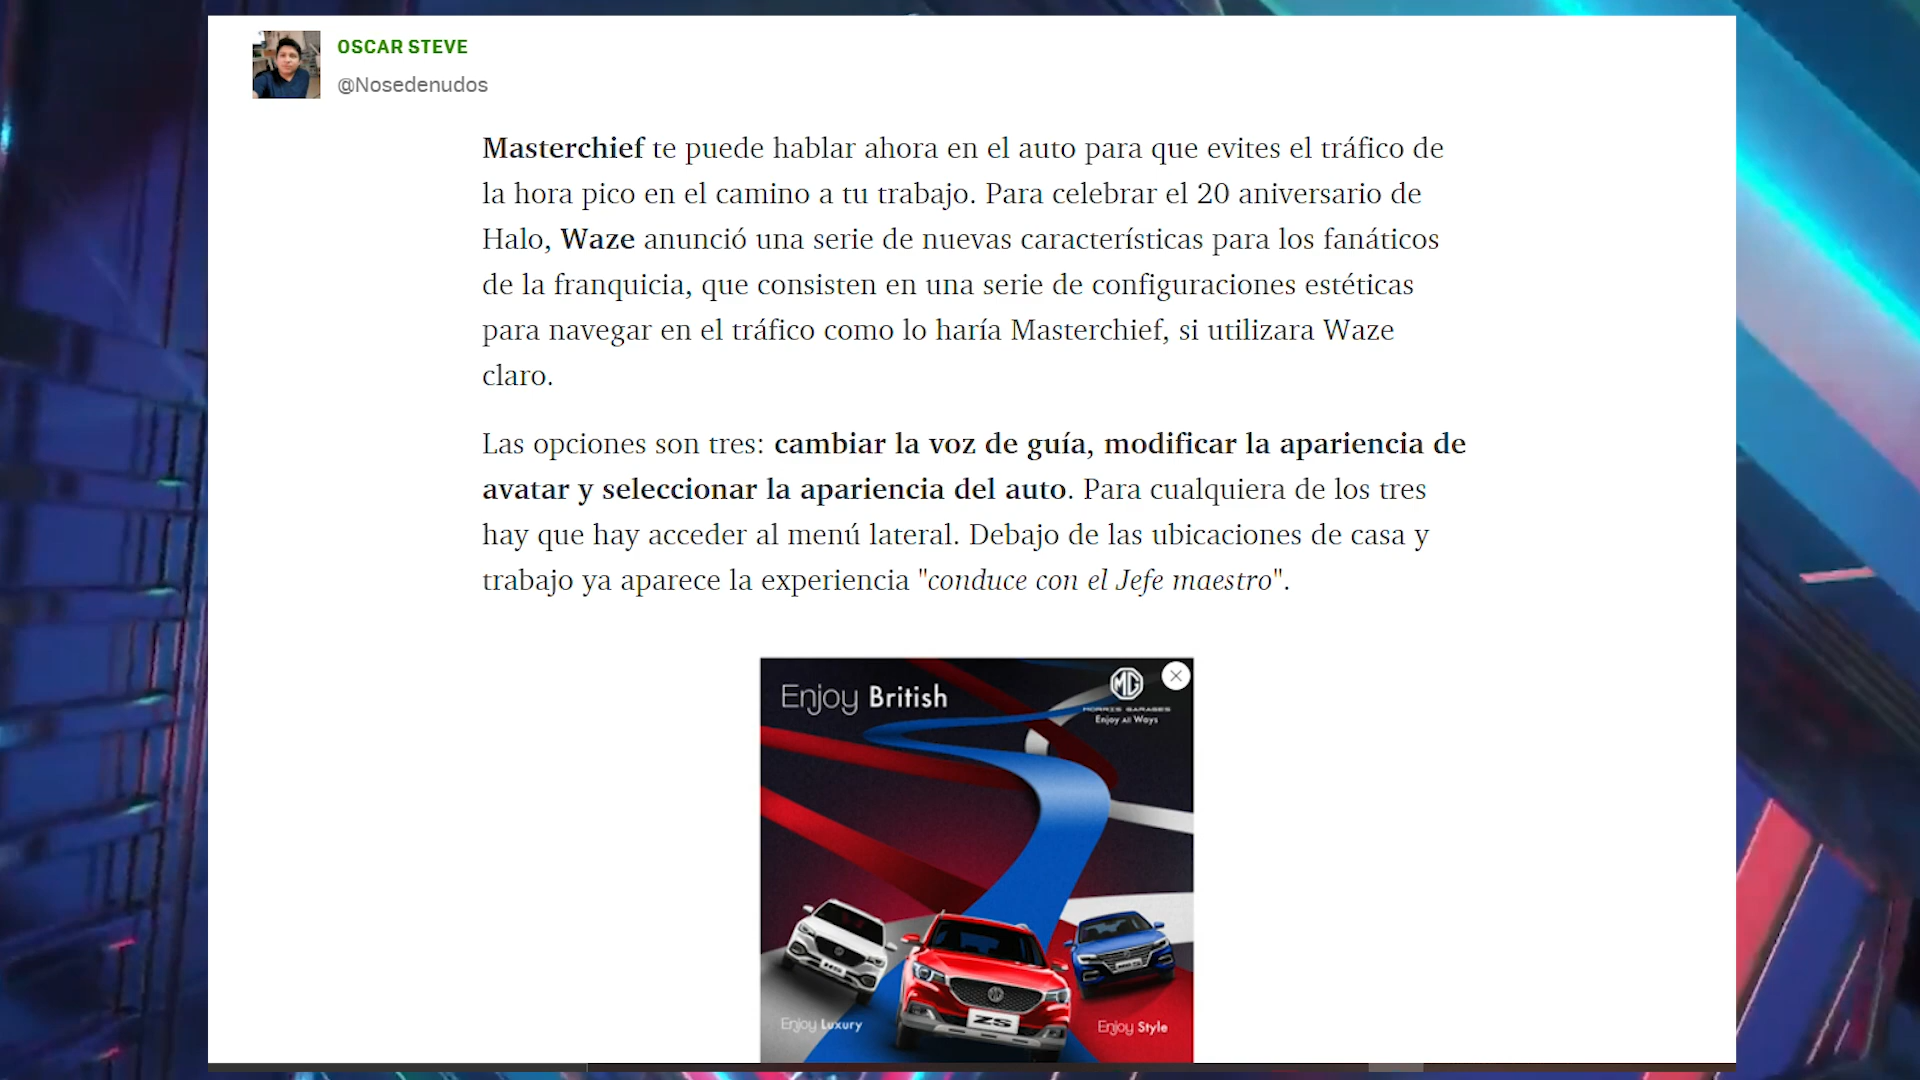 OSCAR STEVE
@Nosedenudos
Masterchief te puede hablar ahora en el auto para que evites el tráfico de
la hora pico en el camino a tu trabajo. Para celebrar el 20 aniversario de
Halo, Waze anunció una serie de nuevas características para los fanáticos
de la franquicia, que consisten en una serie de configuraciones estéticas
para navegar en el tráfico como lo haría Masterchief, si utilizara Waze
claro.
Las opciones son tres: cambiar la voz de guía, modificar la apariencia de
avatar y seleccionar la apariencia del auto. Para cualquiera de los tres
hay que hay acceder al menú lateral. Debajo de las ubicaciones de casa y
trabajo ya aparece la experiencia "conduce con el Jefe maestro".
Enjoy British
MG
MORRIS GARAGES
Enjoy All Ways
ZS
Enjoy Luxury
Enjoy Style